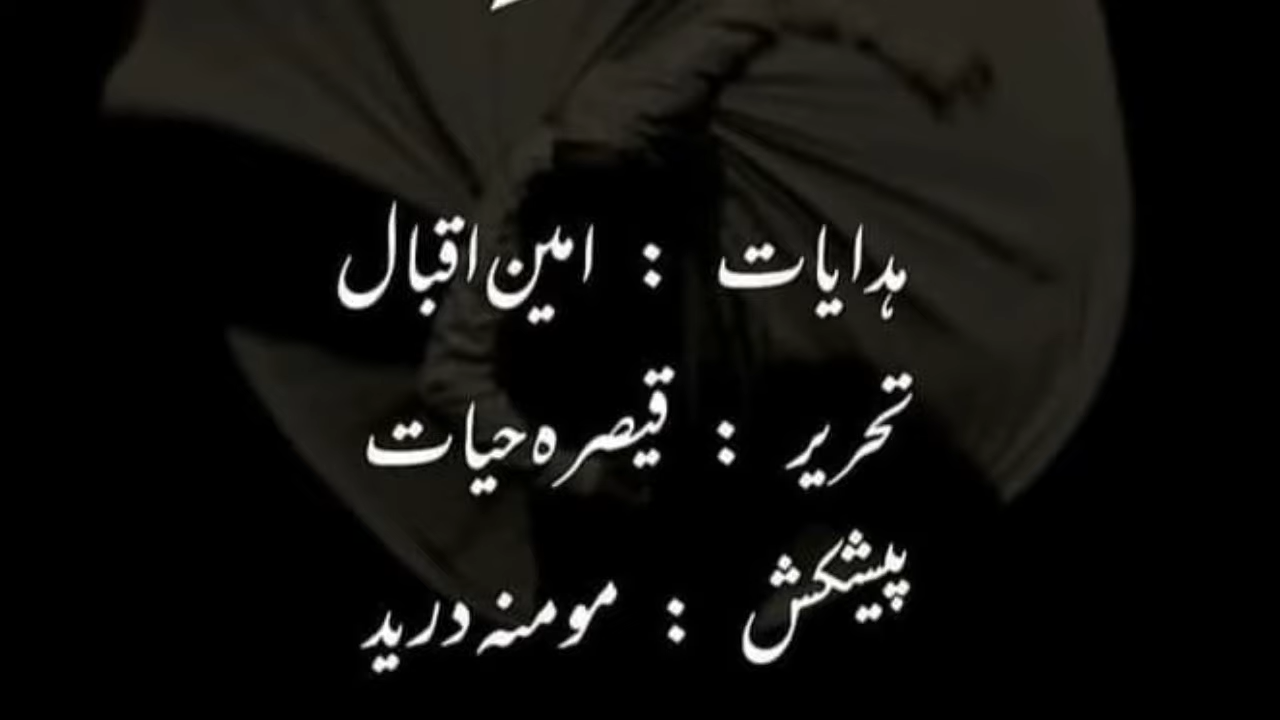 ہدایات : امین اقبال
تحریر : قیصرہ حیات
پیشکش : مومنہ درید